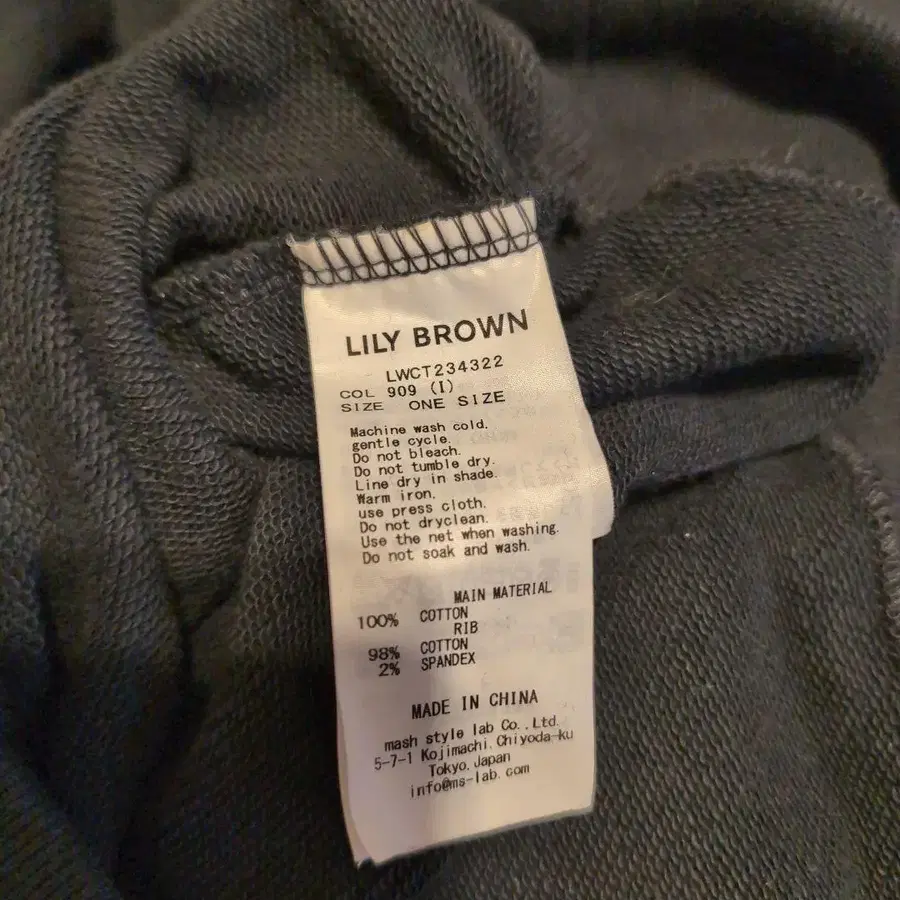 LILY BROWN
LWCT234322
COL 909 (I)
SIZE ONE SIZE
Machine wash cold,
gentle cycle.
Do not bleach.
Do not tumble dry.
Line dry in shade.
Warm iron,
use press cloth.
Do not dryclean.
Use the net when washing.
Do not soak and wash.
MAIN MATERIAL
100% COTTON
RIB
98% COTTON
2% SPANDEX
MADE IN CHINA
mash style lab Co.,Ltd.
5-7-1 Kojimachi,Chiyoda-ku
Tokyo,Japan
info@ms-lab.com